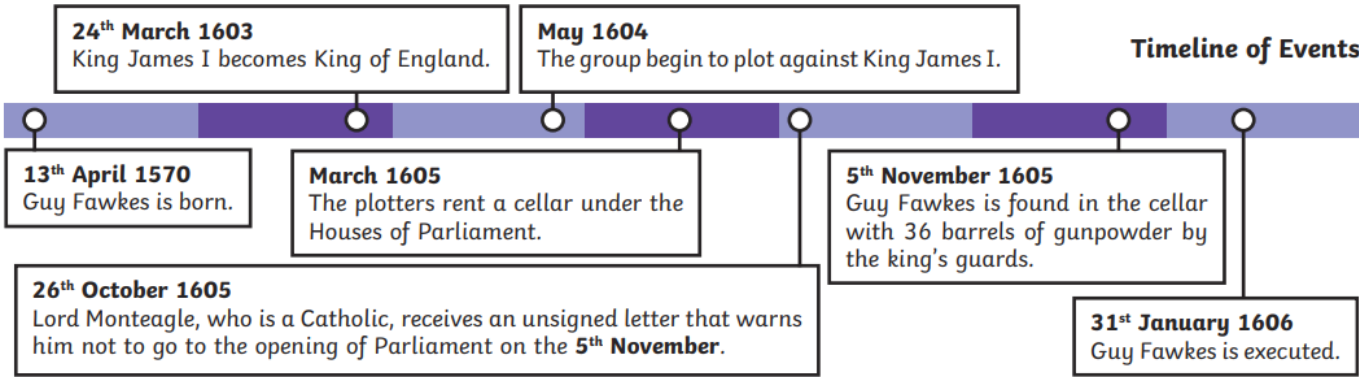 Timeline of Events
24th March 1603
King James I becomes King of England.
May 1604
The group begin to plot against King James I.
13th April 1570
Guy Fawkes is born.
March 1605
The plotters rent a cellar under the
Houses of Parliament.
5th November 1605
Guy Fawkes is found in the cellar
with 36 barrels of gunpowder by
the king's guards.
26th October 1605
Lord Monteagle, who is a Catholic, receives an unsigned letter that warns
him not to go to the opening of Parliament on the 5th November.
31st January 1606
Guy Fawkes is executed.